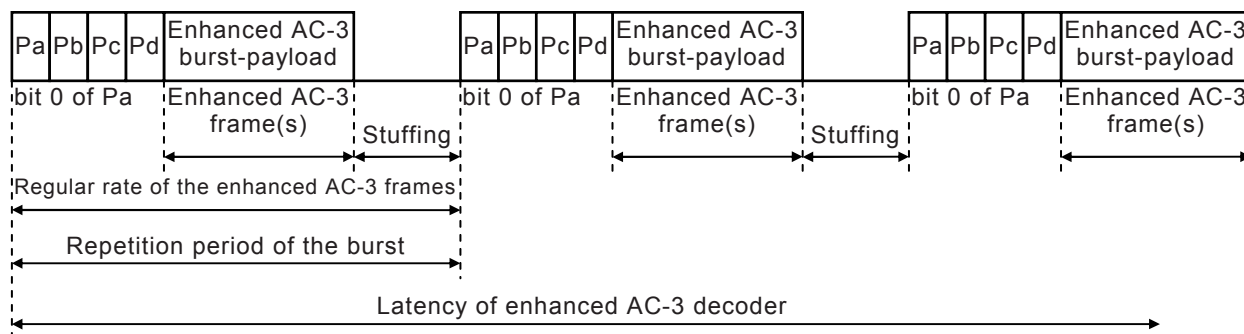 Pa Pb Pc Pd Enhanced AC-3 burst-payload Pa Pb Pc Pd Enhanced AC-3 burst-payload Pa Pb Pc Pd Enhanced AC-3 burst-payload
bit 0 of Pa Enhanced AC-3 frame(s) bit 0 of Pa Enhanced AC-3 frame(s) bit 0 of Pa Enhanced AC-3 frame(s)
Stuffing Stuffing
Regular rate of the enhanced AC-3 frames
Repetition period of the burst
Latency of enhanced AC-3 decoder